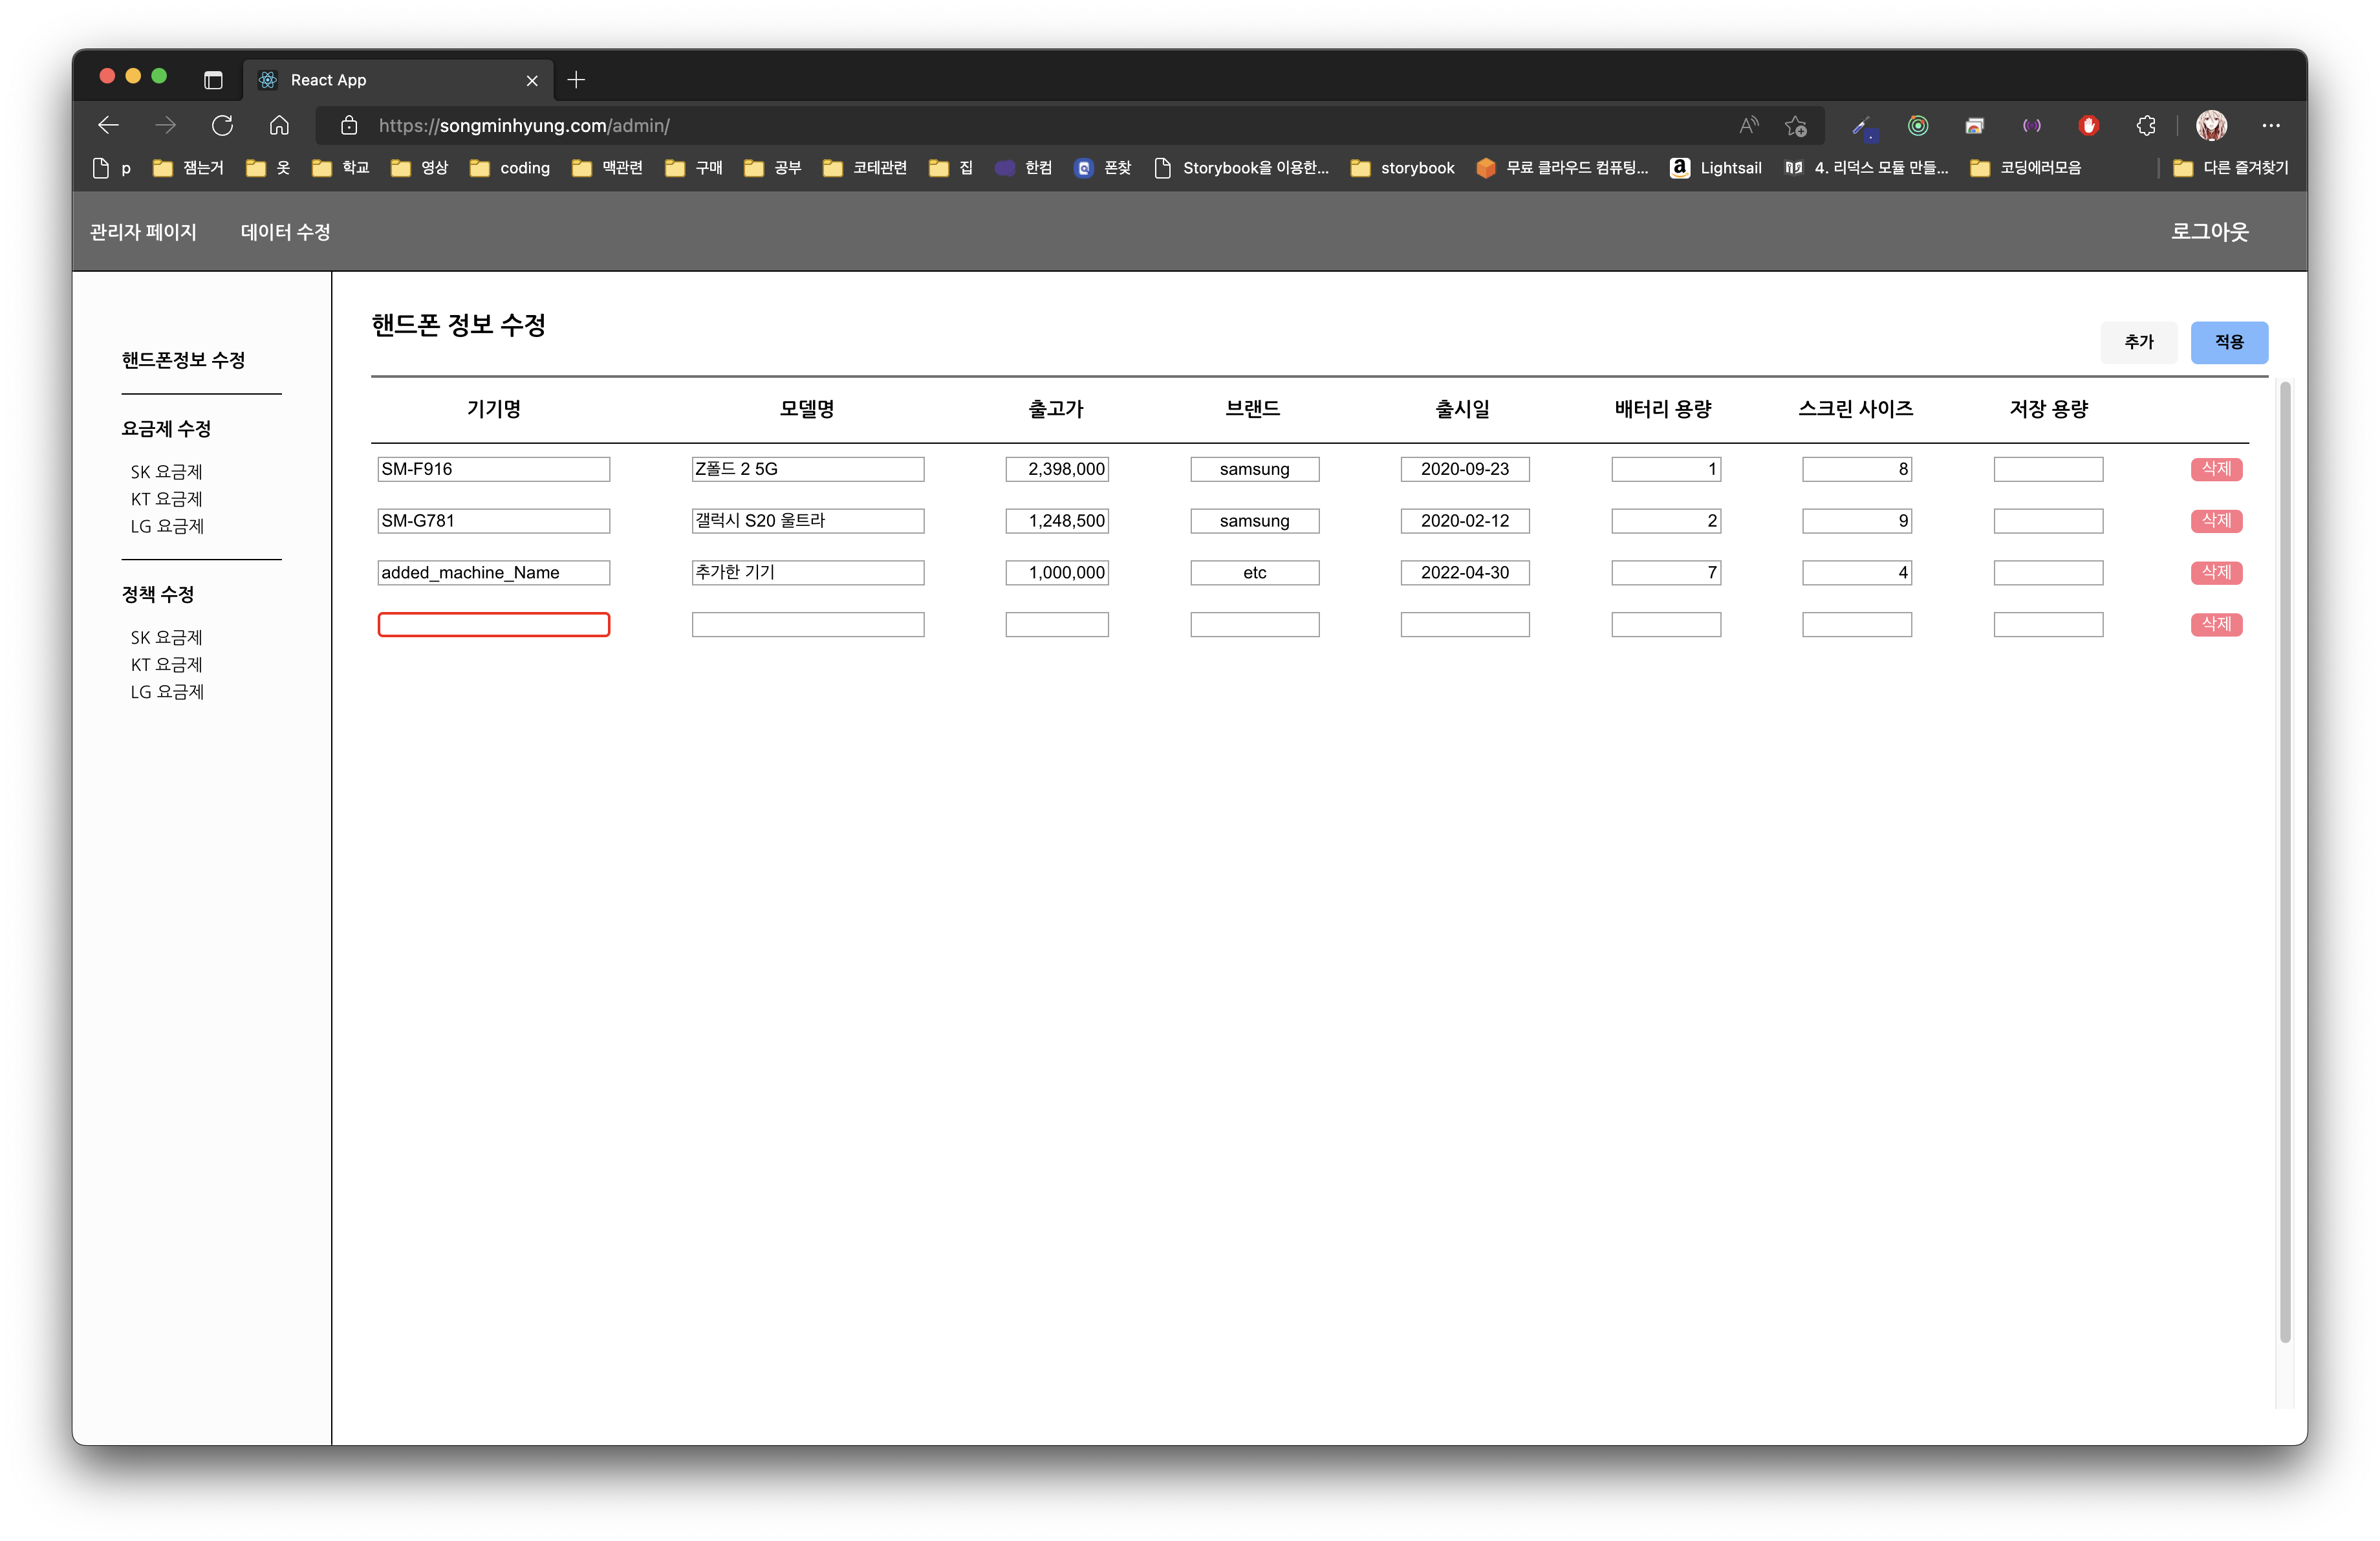 React App
https://songminhyung.com/admin/
p 잼는거 옷 학교 영상 coding 맥관련 구매 공부 코테관련 집 한컴 폰찾 Storybook을 이용한... storybook 무료 클라우드 컴퓨팅... Lightsail 4. 리덕스 모듈 만들... 코딩에러모음 다른 즐겨찾기
관리자 페이지 데이터 수정 로그아웃
핸드폰정보 수정
요금제 수정
SK 요금제
KT 요금제
LG 요금제
정책 수정
SK 요금제
KT 요금제
LG 요금제
핸드폰 정보 수정
추가 적용
기기명 모델명 출고가 브랜드 출시일 배터리 용량 스크린 사이즈 저장 용량
SM-F916 Z폴드 2 5G 2,398,000 samsung 2020-09-23 1 8 삭제
SM-G781 갤럭시 S20 울트라 1,248,500 samsung 2020-02-12 2 9 삭제
added_machine_Name 추가한 기기 1,000,000 etc 2022-04-30 7 4 삭제
삭제